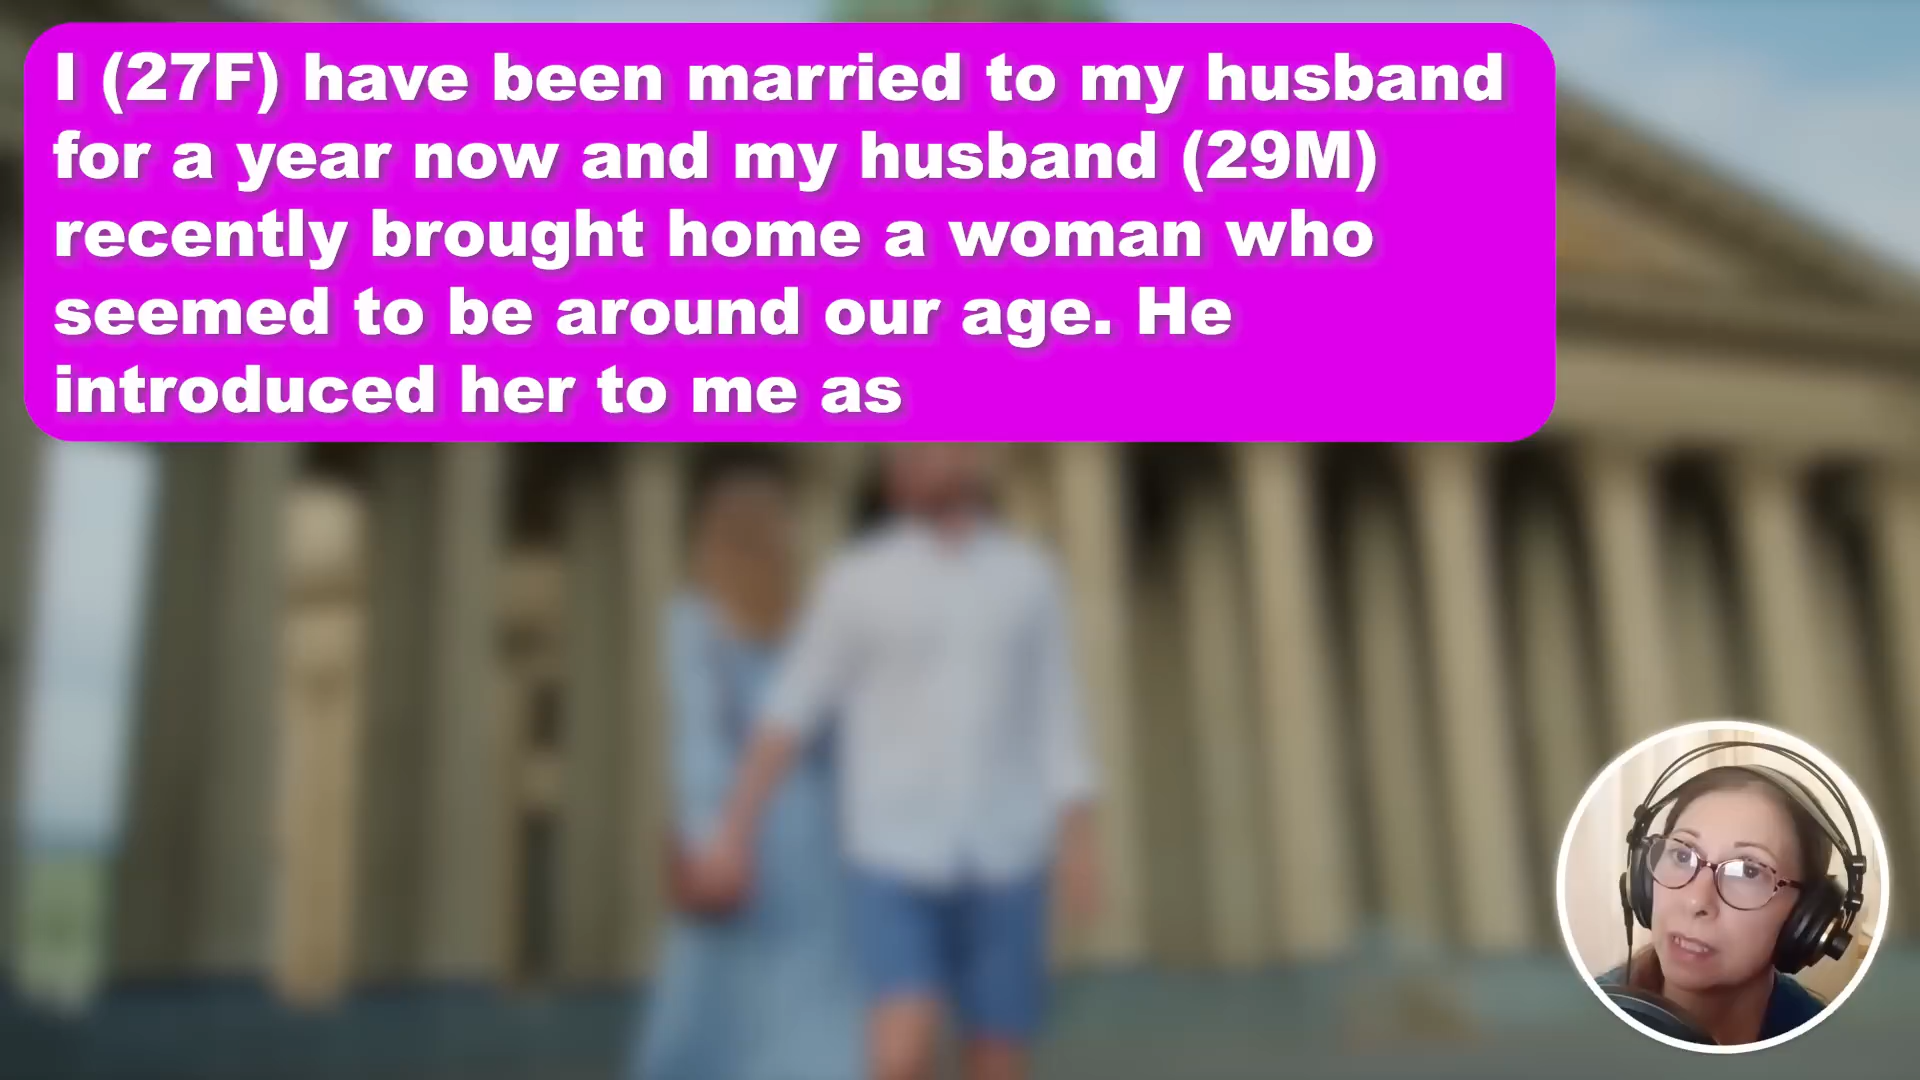 I (27F) have been married to my husband
for a year now and my husband (29M)
recently brought home a woman who
seemed to be around our age. He
introduced her to me as